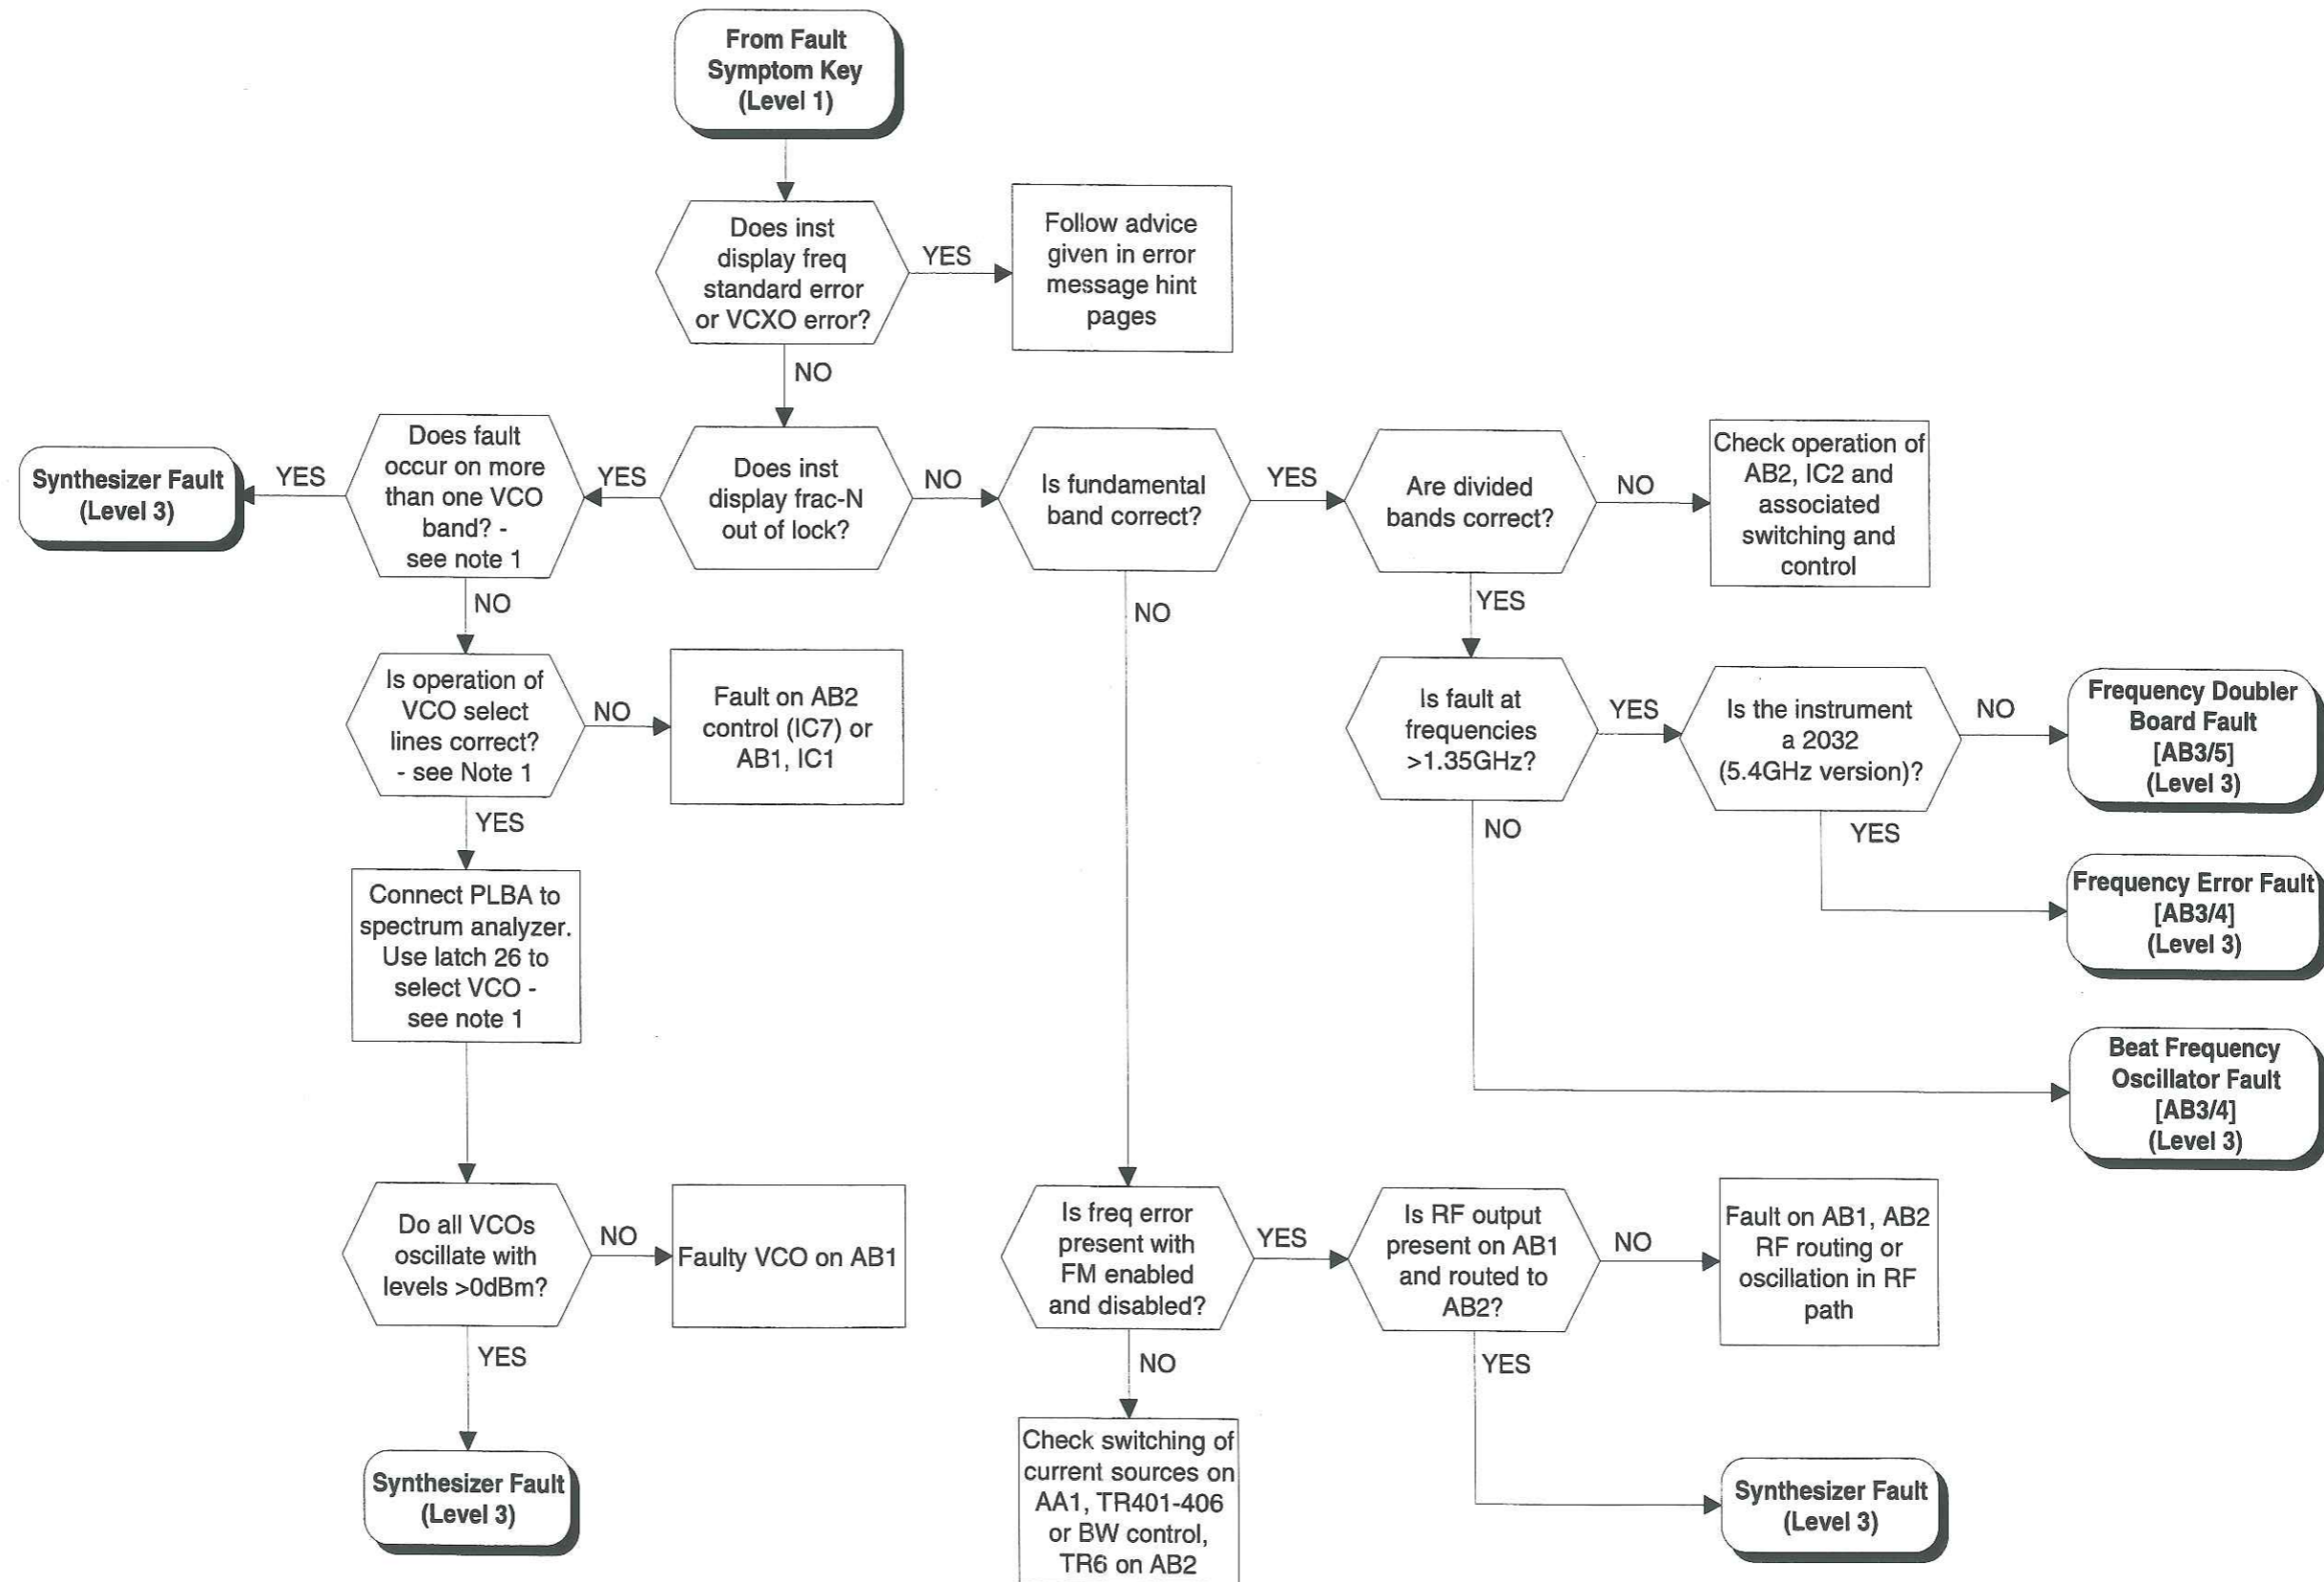 From Fault
Symptom Key
(Level 1)
Does inst
display freq
standard error
or VCXO error?
YES
Follow advice
given in error
message hint
pages
NO
Synthesizer Fault
(Level 3)
YES
Does fault
occur on more
than one VCO
band? -
see note 1
YES
Does inst
display frac-N
out of lock?
NO
Is fundamental
band correct?
YES
Are divided
bands correct?
NO
Check operation of
AB2, IC2 and
associated
switching and
control
NO
NO
YES
Is operation of
VCO select
lines correct?
- see Note 1
NO
Fault on AB2
control (IC7) or
AB1, IC1
Is fault at
frequencies
>1.35GHz?
YES
Is the instrument
a 2032
(5.4GHz version)?
NO
Frequency Doubler
Board Fault
[AB3/5]
(Level 3)
YES
NO
YES
Connect PLBA to
spectrum analyzer.
Use latch 26 to
select VCO -
see note 1
Frequency Error Fault
[AB3/4]
(Level 3)
Beat Frequency
Oscillator Fault
[AB3/4]
(Level 3)
Do all VCOs
oscillate with
levels >0dBm?
NO
Faulty VCO on AB1
Is freq error
present with
FM enabled
and disabled?
YES
Is RF output
present on AB1
and routed to
AB2?
NO
Fault on AB1, AB2
RF routing or
oscillation in RF
path
YES
NO
YES
Synthesizer Fault
(Level 3)
Check switching of
current sources on
AA1, TR401-406
or BW control,
TR6 on AB2
Synthesizer Fault
(Level 3)